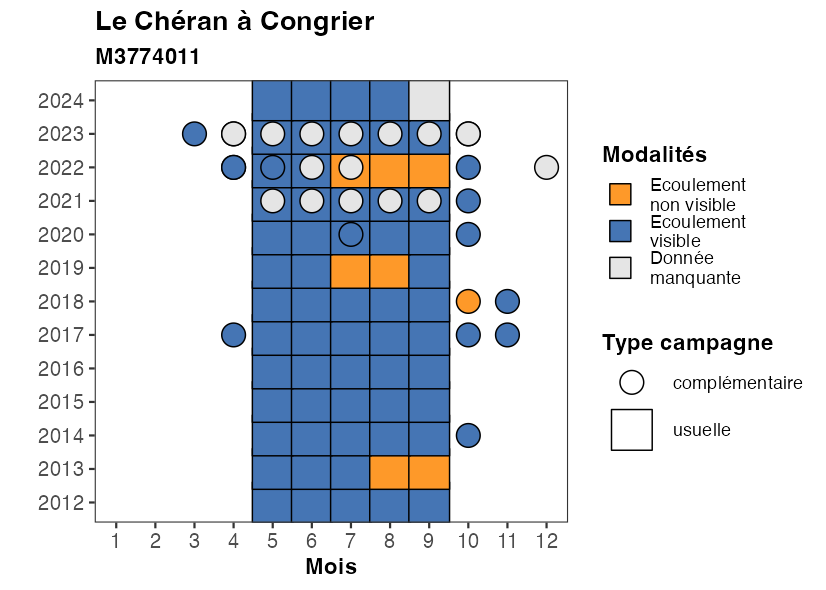 Le Chéran à Congrier
M3774011
2024
2023
2022
2021
2020
2019
2018
2017
2016
2015
2014
2013
2012
1 2 3 4 5 6 7 8 9 10 11 12
Mois
Modalités
Ecoulement
non visible
Ecoulement
visible
Donnée
manquante
Type campagne
complémentaire
usuelle